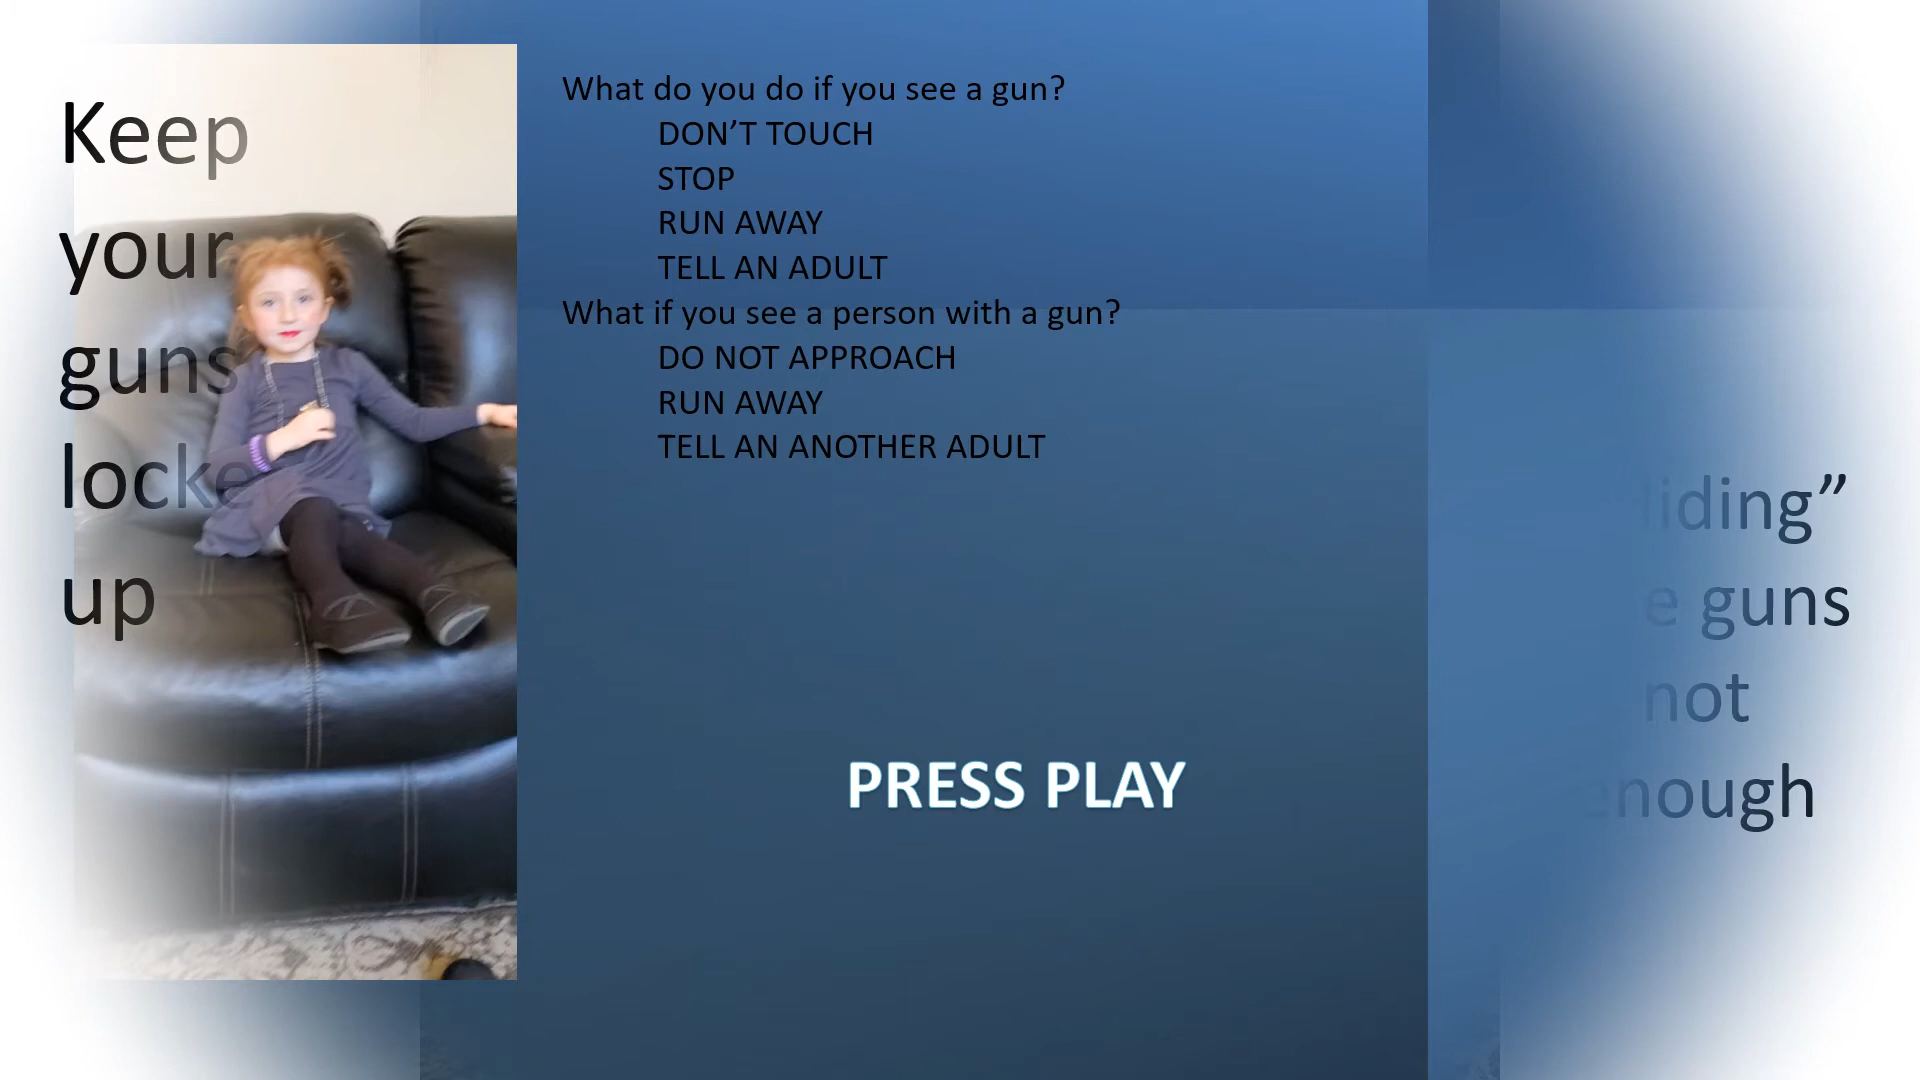 Keep
your
guns
locke
up
What do you do if you see a gun?
DON’T TOUCH
STOP
RUN AWAY
TELL AN ADULT
What if you see a person with a gun?
DO NOT APPROACH
RUN AWAY
TELL AN ANOTHER ADULT
PRESS PLAY
guns
not
enough